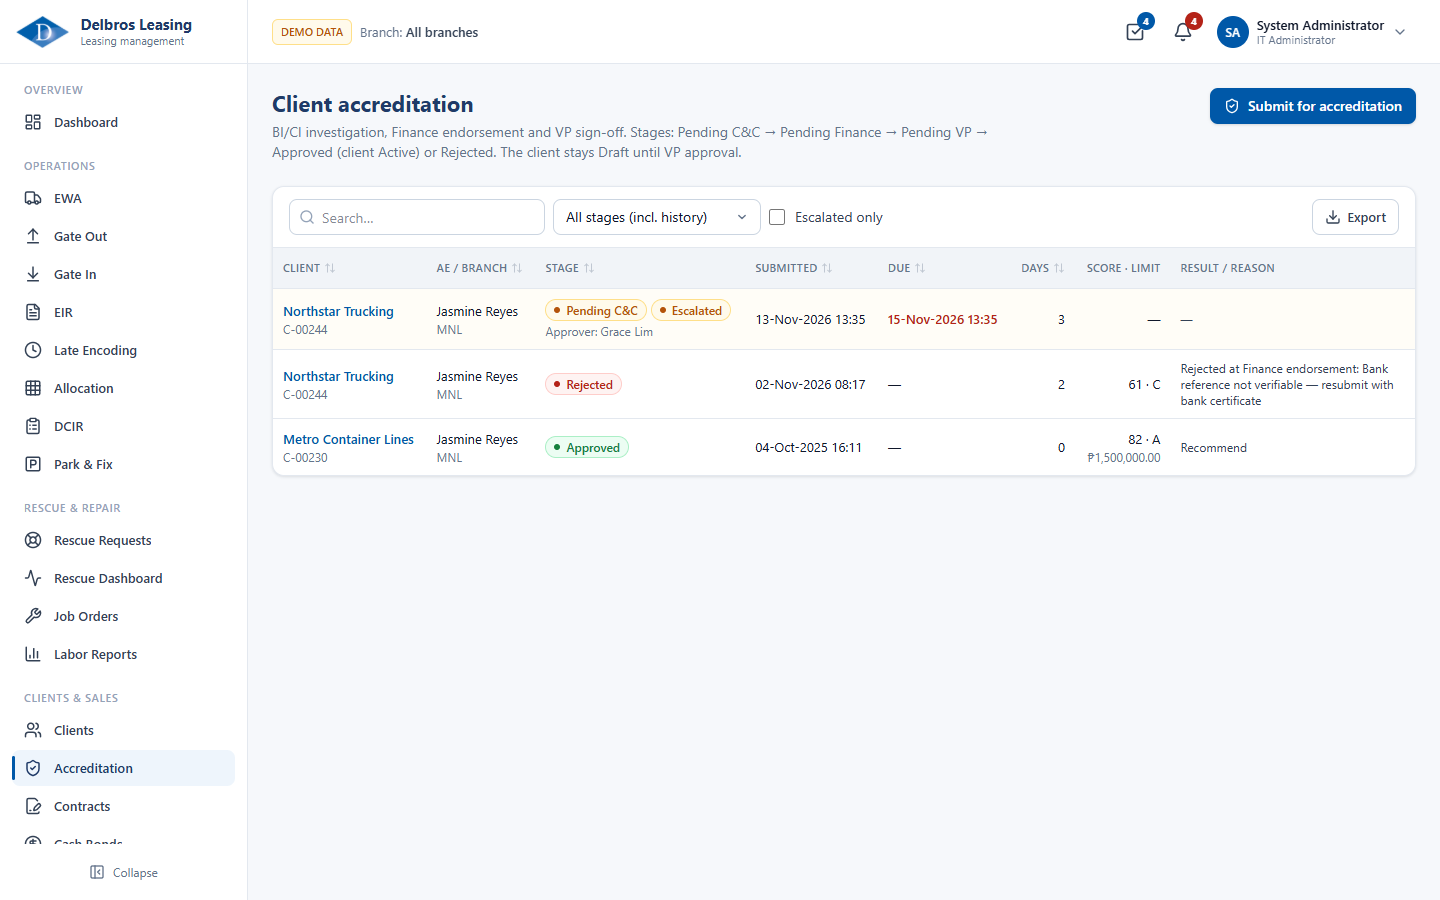 Delbros Leasing
Leasing management
DEMO DATA
Branch: All branches
4
4
SA
System Administrator
IT Administrator
OVERVIEW
Dashboard
OPERATIONS
EWA
Gate Out
Gate In
EIR
Late Encoding
Allocation
DCIR
Park & Fix
RESCUE & REPAIR
Rescue Requests
Rescue Dashboard
Job Orders
Labor Reports
CLIENTS & SALES
Clients
Accreditation
Contracts
Cash Bonds
Collapse
Client accreditation
BI/CI investigation, Finance endorsement and VP sign-off. Stages: Pending C&C → Pending Finance → Pending VP →
Approved (client Active) or Rejected. The client stays Draft until VP approval.
Submit for accreditation
Search...
All stages (incl. history)
Escalated only
Export
CLIENT AE / BRANCH STAGE SUBMITTED DUE DAYS SCORE · LIMIT RESULT / REASON
Northstar Trucking
C-00244
Jasmine Reyes
MNL
Pending C&C
Escalated
Approver: Grace Lim
13-Nov-2026 13:35
15-Nov-2026 13:35
3
—
—
Northstar Trucking
C-00244
Jasmine Reyes
MNL
Rejected
02-Nov-2026 08:17
—
2
61 · C
Rejected at Finance endorsement: Bank
reference not verifiable — resubmit with
bank certificate
Metro Container Lines
C-00230
Jasmine Reyes
MNL
Approved
04-Oct-2025 16:11
—
0
82 · A
₱1,500,000.00
Recommend